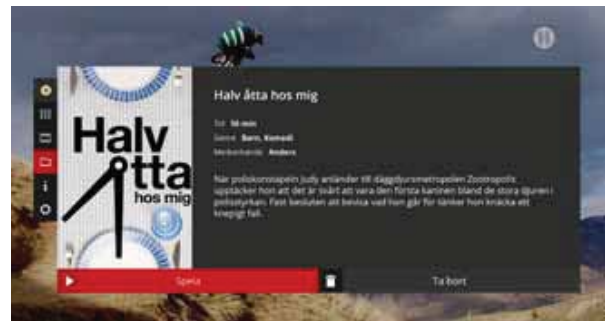 Halv
åtta
hos mig
Halv åtta hos mig
Tid 50 min
Genre Barn, Komedi
Medverkande Anders
När poliskonstapeln Judy anländer till däggdjursmetropolen Zootropolis
upptäcker hon att det är svårt att vara den första kaninen bland de stora djuren i
polisstyrkan. Fast besluten att bevisa vad hon går för tänker hon knäcka ett
knepigt fall.
Spela
Ta bort